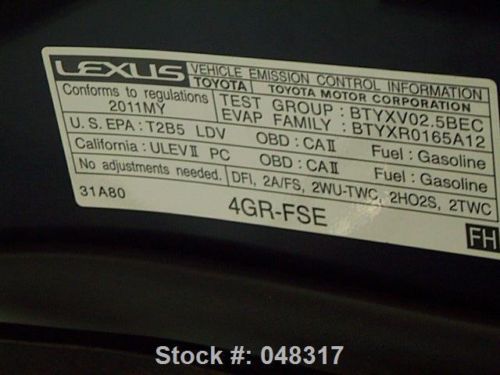 LEXUS VEHICLE EMISSION CONTROL INFORMATION
TOYOTA TOYOTA MOTOR CORPORATION
Conforms to regulations
2011MY
TEST GROUP : BTYXV02.5BEC
EVAP FAMILY : BTYXR0165A12
U.S. EPA : T2B5 LDV OBD : CAII Fuel : Gasoline
California : ULEVII PC OBD : CAII Fuel : Gasoline
No adjustments needed. DFI, 2A/FS, 2WU-TWC, 2HO2S, 2TWC
31A80
4GR-FSE
FH
Stock #: 048317